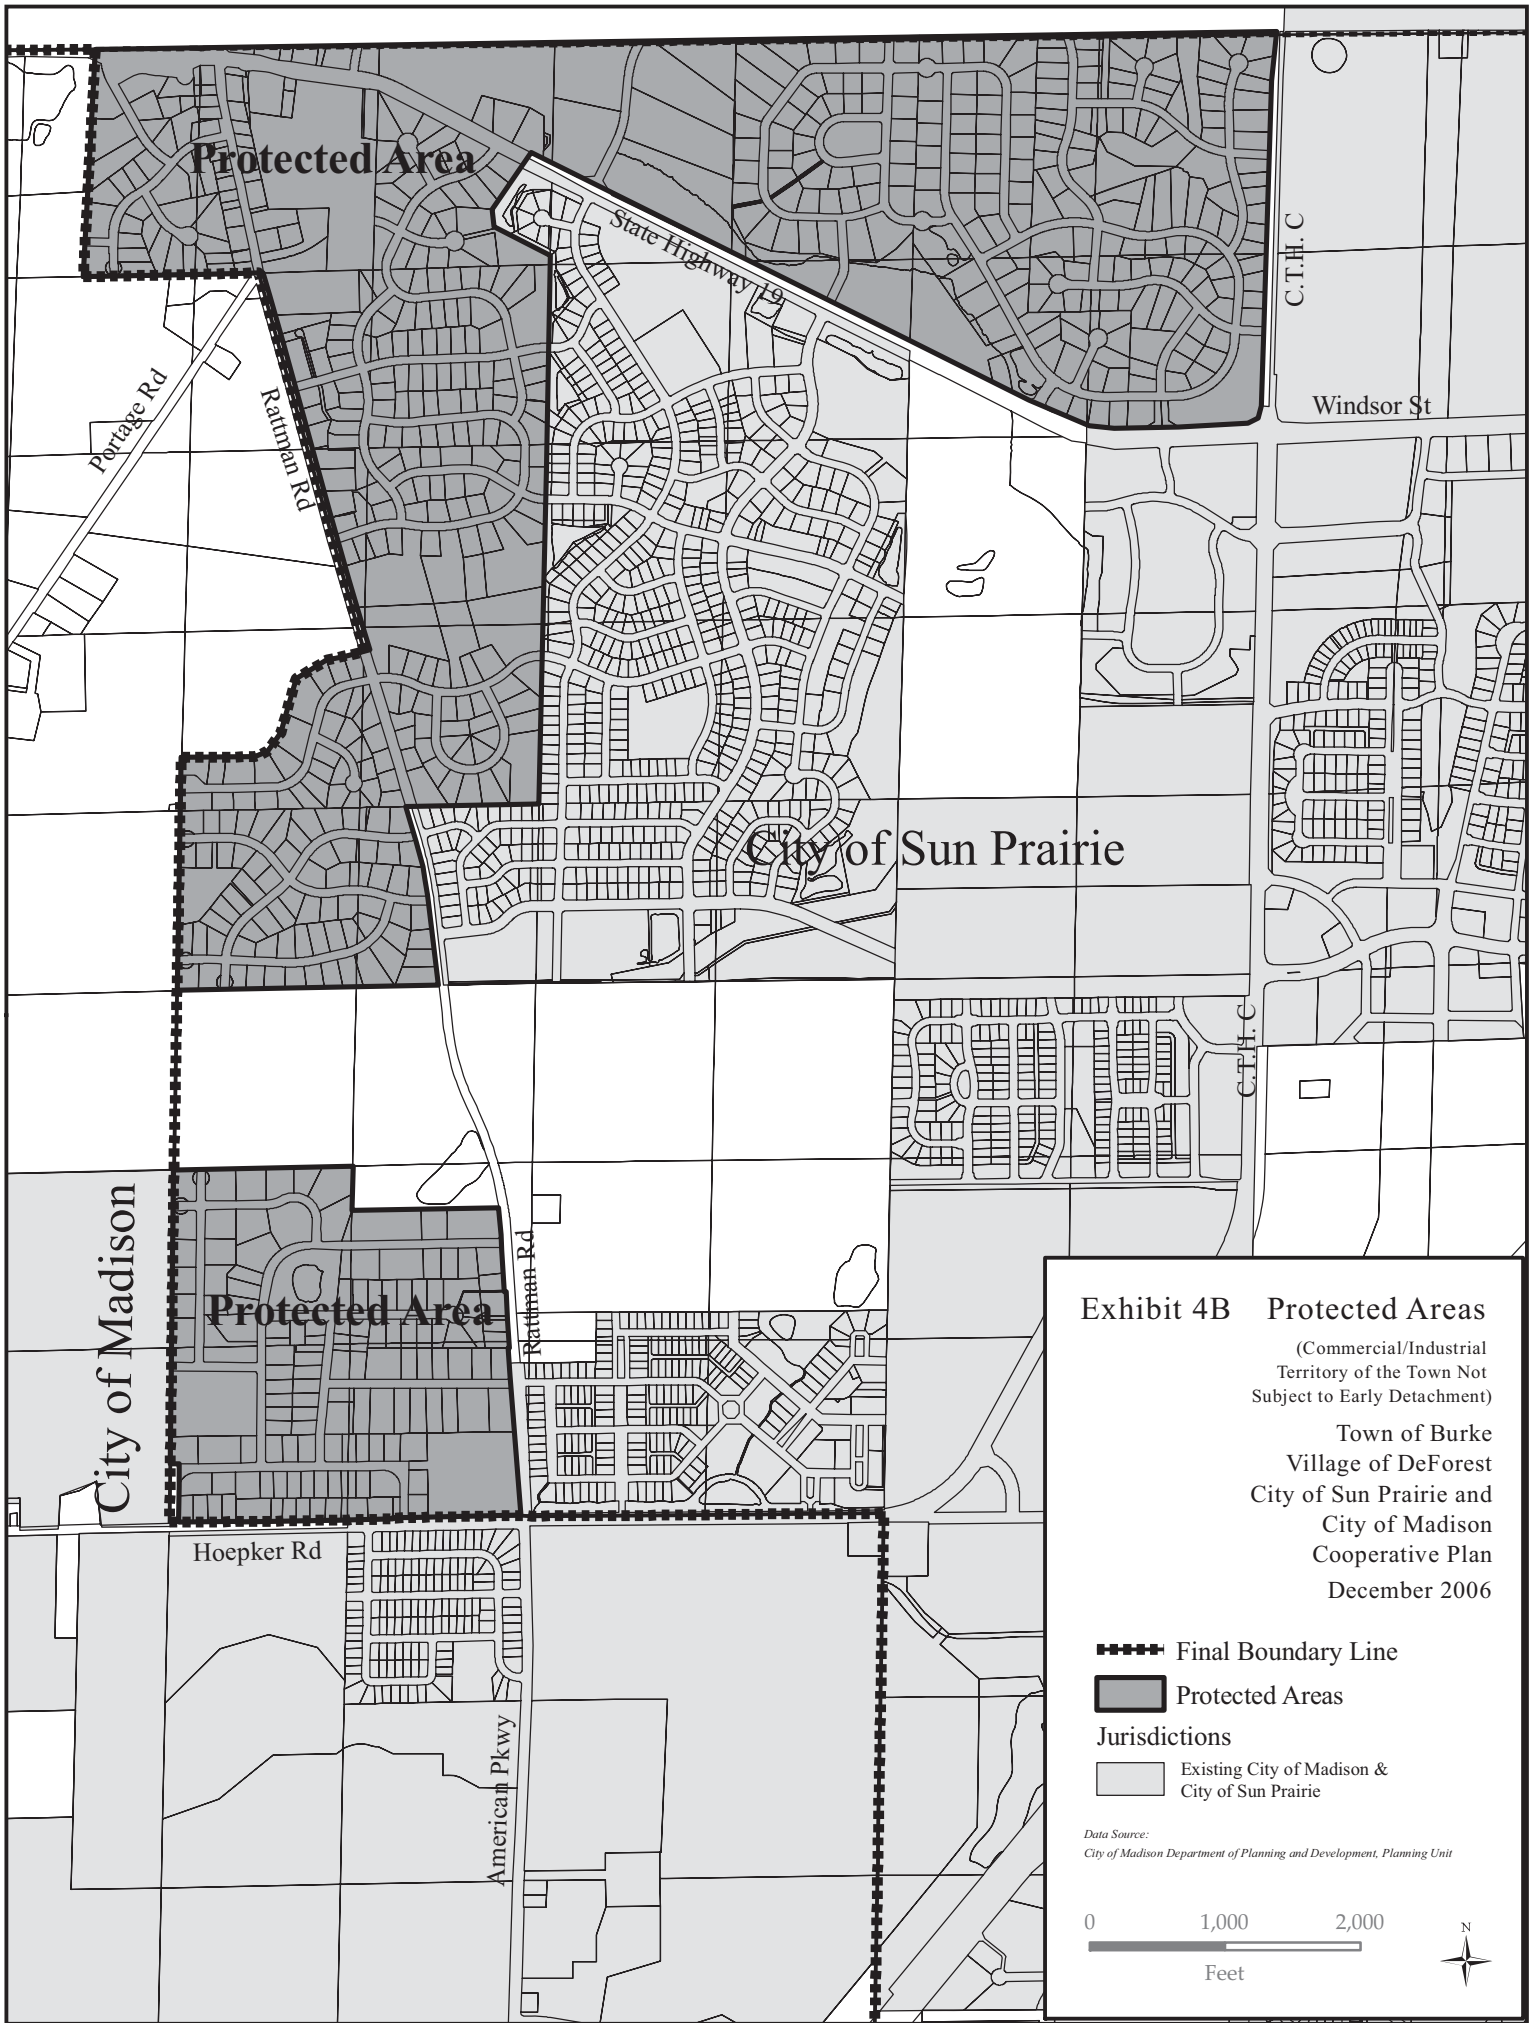 Protected Area
State Highway 19
C.T.H. C
Windsor St
Portage Rd
Rattman Rd
City of Sun Prairie
C.T.H. C
City of Madison
Protected Area
Rattman Rd
Hoepker Rd
American Pkwy
Exhibit 4B Protected Areas
(Commercial/Industrial
Territory of the Town Not
Subject to Early Detachment)
Town of Burke
Village of DeForest
City of Sun Prairie and
City of Madison
Cooperative Plan
December 2006
Final Boundary Line
Protected Areas
Jurisdictions
Existing City of Madison &
City of Sun Prairie
Data Source:
City of Madison Department of Planning and Development, Planning Unit
0 1,000 2,000
Feet
N